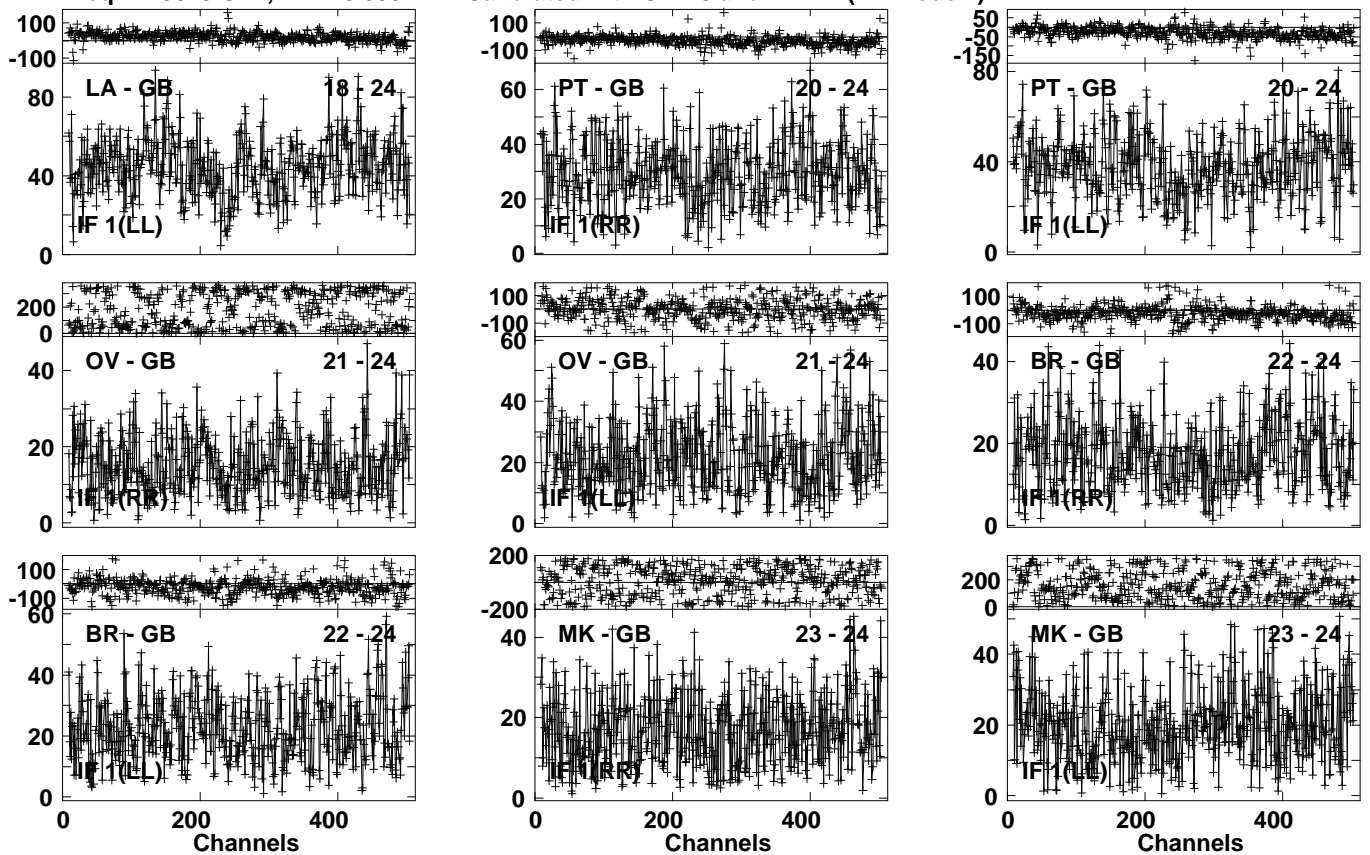 100
-100
LA - GB 18 - 24
80
40
0
IF 1(LL)
-100
PT - GB 20 - 24
60
40
20
0
IF 1(RR)
50
-50
-150
PT - GB 20 - 24
80
40
0
IF 1(LL)
200
0
OV - GB 21 - 24
40
20
0
IF 1(RR)
100
-100
OV - GB 21 - 24
60
40
20
0
IF 1(LL)
100
-100
BR - GB 22 - 24
40
20
0
IF 1(RR)
100
-100
BR - GB 22 - 24
60
40
20
0
IF 1(LL)
200
-200
MK - GB 23 - 24
40
20
0
IF 1(RR)
200
0
MK - GB 23 - 24
40
20
0
IF 1(LL)
0 200 400
Channels
0 200 400
Channels
0 200 400
Channels